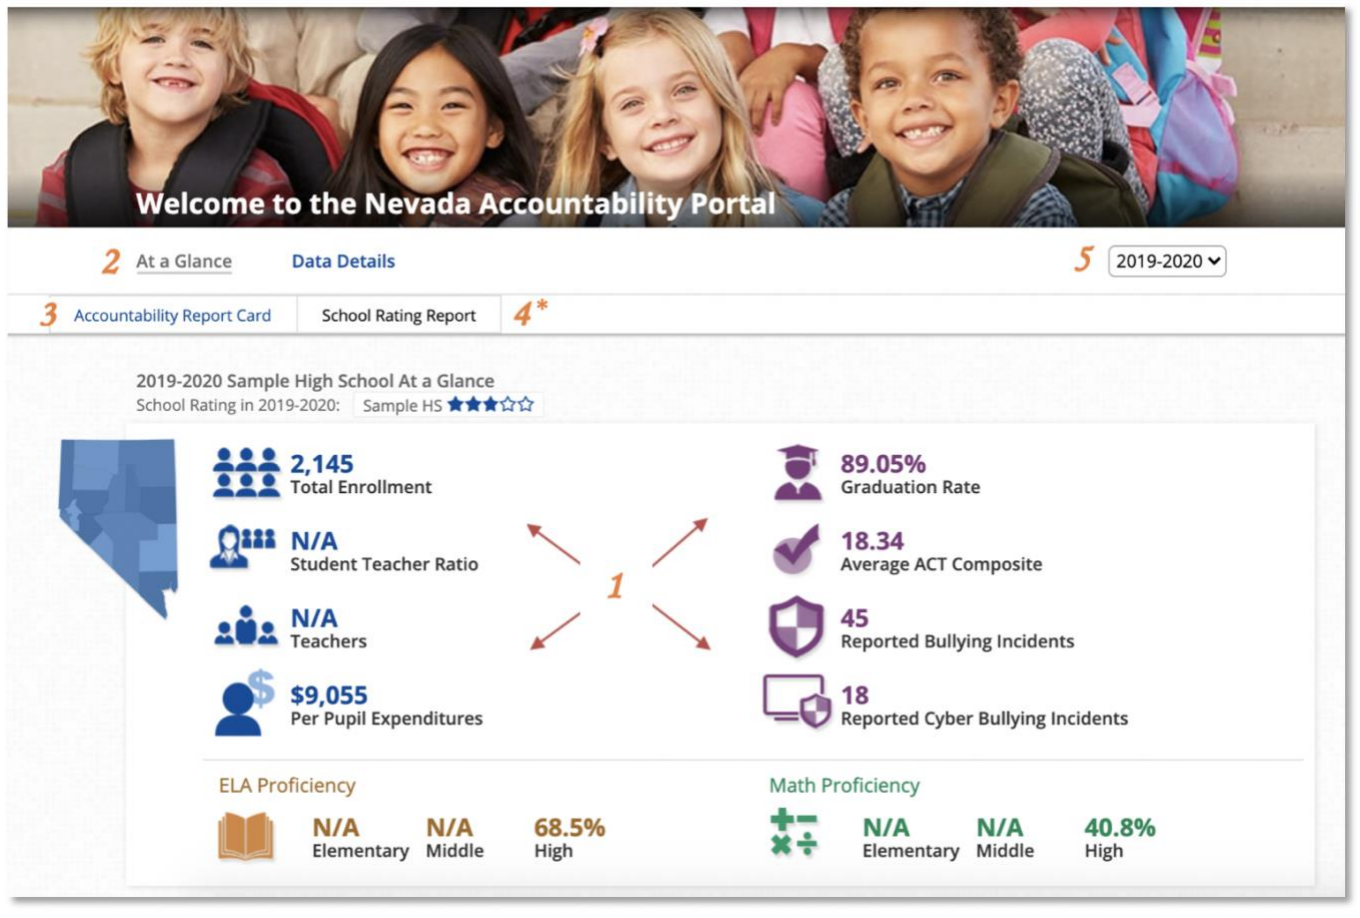 Welcome to the Nevada Accountability Portal
2 At a Glance Data Details 5 2019-2020
3 Accountability Report Card School Rating Report 4*
2019-2020 Sample High School At a Glance
School Rating in 2019-2020: Sample HS
2,145
Total Enrollment
89.05%
Graduation Rate
N/A
Student Teacher Ratio
18.34
Average ACT Composite
1
N/A
Teachers
45
Reported Bullying Incidents
$9,055
Per Pupil Expenditures
18
Reported Cyber Bullying Incidents
ELA Proficiency
N/A N/A 68.5%
Elementary Middle High
Math Proficiency
N/A N/A 40.8%
Elementary Middle High